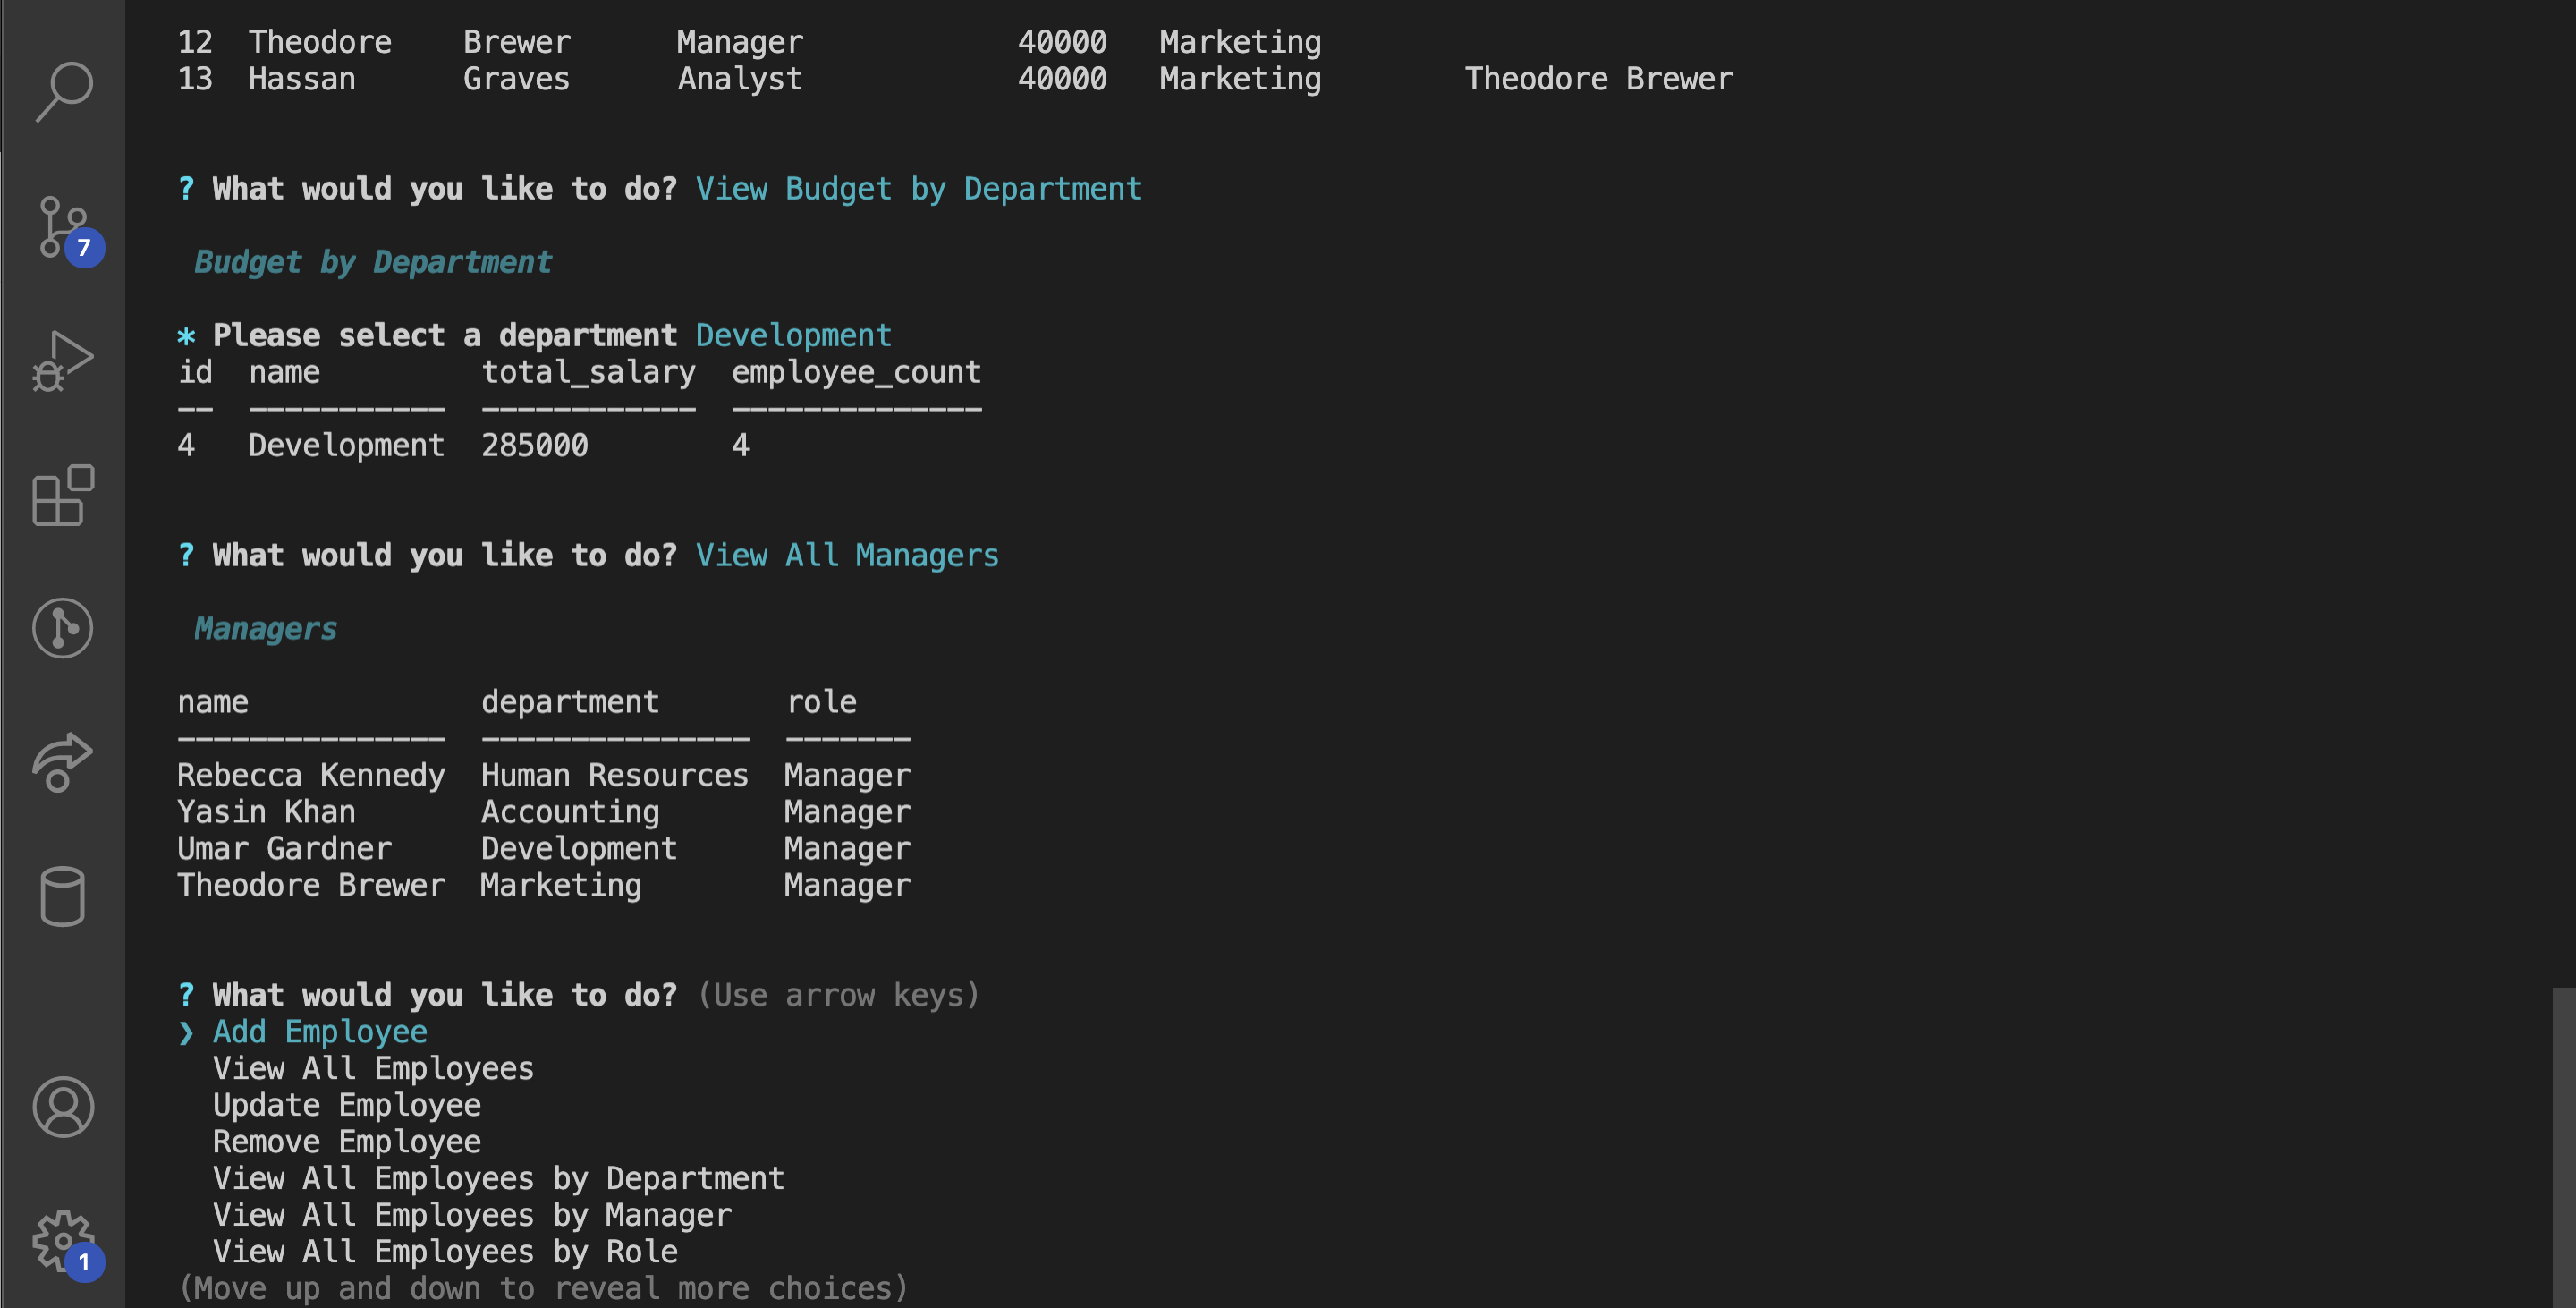 12  Theodore    Brewer      Manager            40000   Marketing
13  Hassan      Graves      Analyst            40000   Marketing        Theodore Brewer
? What would you like to do? View Budget by Department
7
Budget by Department
* Please select a department Development
id  name         total_salary  employee_count
--  -----------  ------------  --------------
4   Development  285000        4
? What would you like to do? View All Managers
Managers
name             department       role
---------------  ---------------  -------
Rebecca Kennedy  Human Resources  Manager
Yasin Khan       Accounting       Manager
Umar Gardner     Development      Manager
Theodore Brewer  Marketing        Manager
? What would you like to do? (Use arrow keys)
❯ Add Employee
View All Employees
Update Employee
Remove Employee
View All Employees by Department
View All Employees by Manager
View All Employees by Role
1
(Move up and down to reveal more choices)